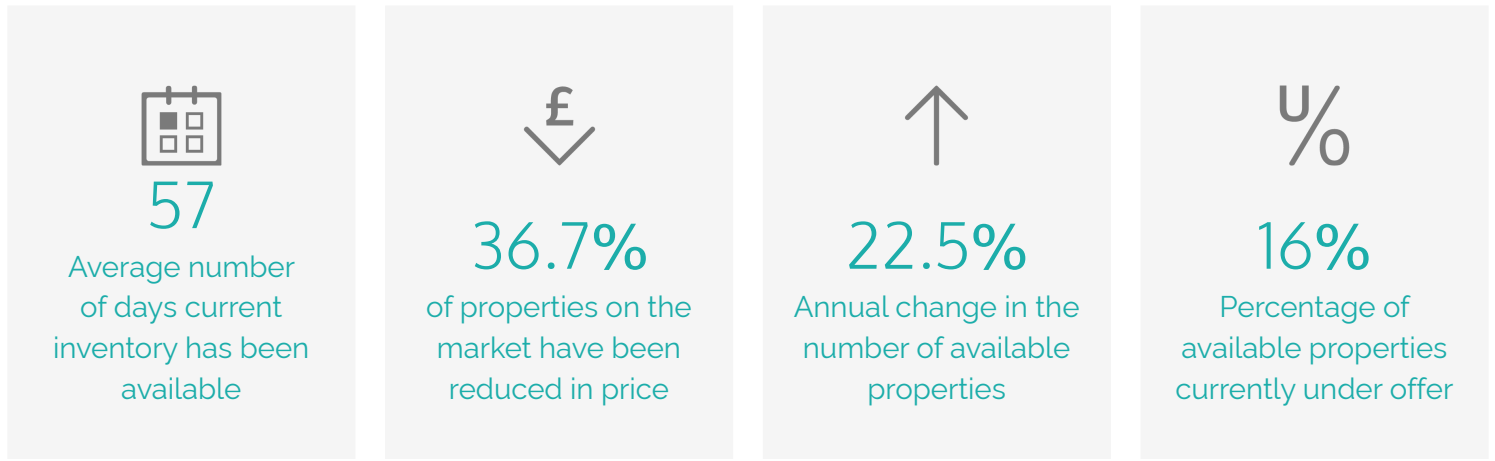 57
Average number
of days current
inventory has been
available
£
36.7%
of properties on the
market have been
reduced in price
22.5%
Annual change in the
number of available
properties
U%
16%
Percentage of
available properties
currently under offer